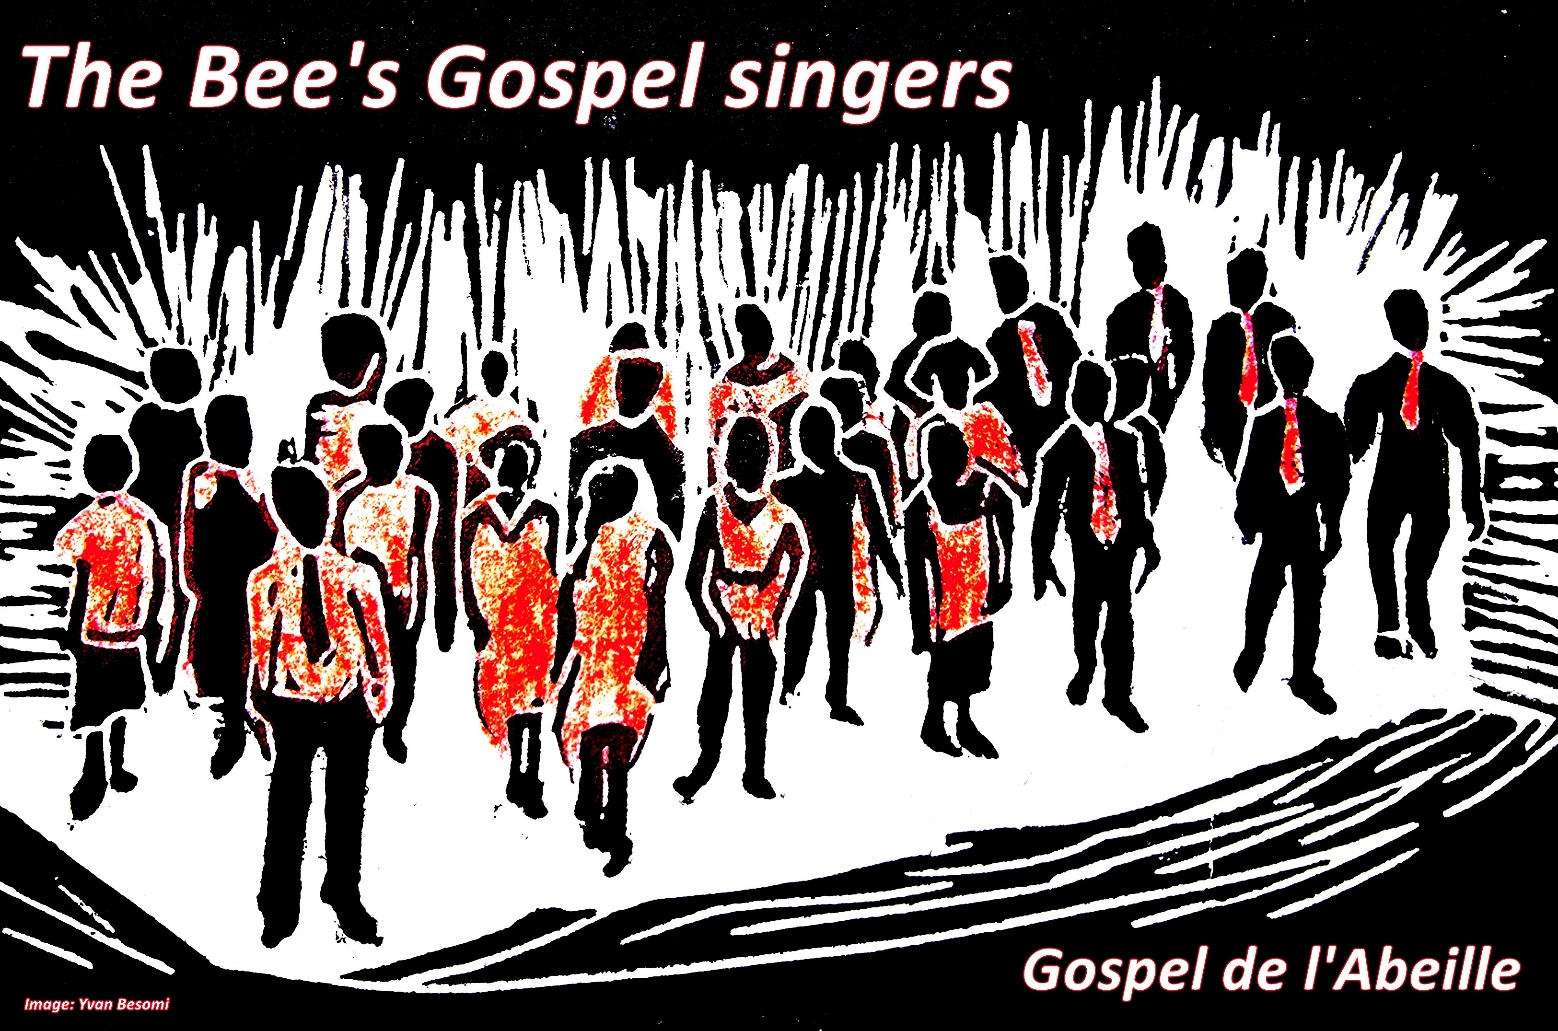 The Bee's Gospel singers
Gospel de l'Abeille
Image: Yvan Besomi